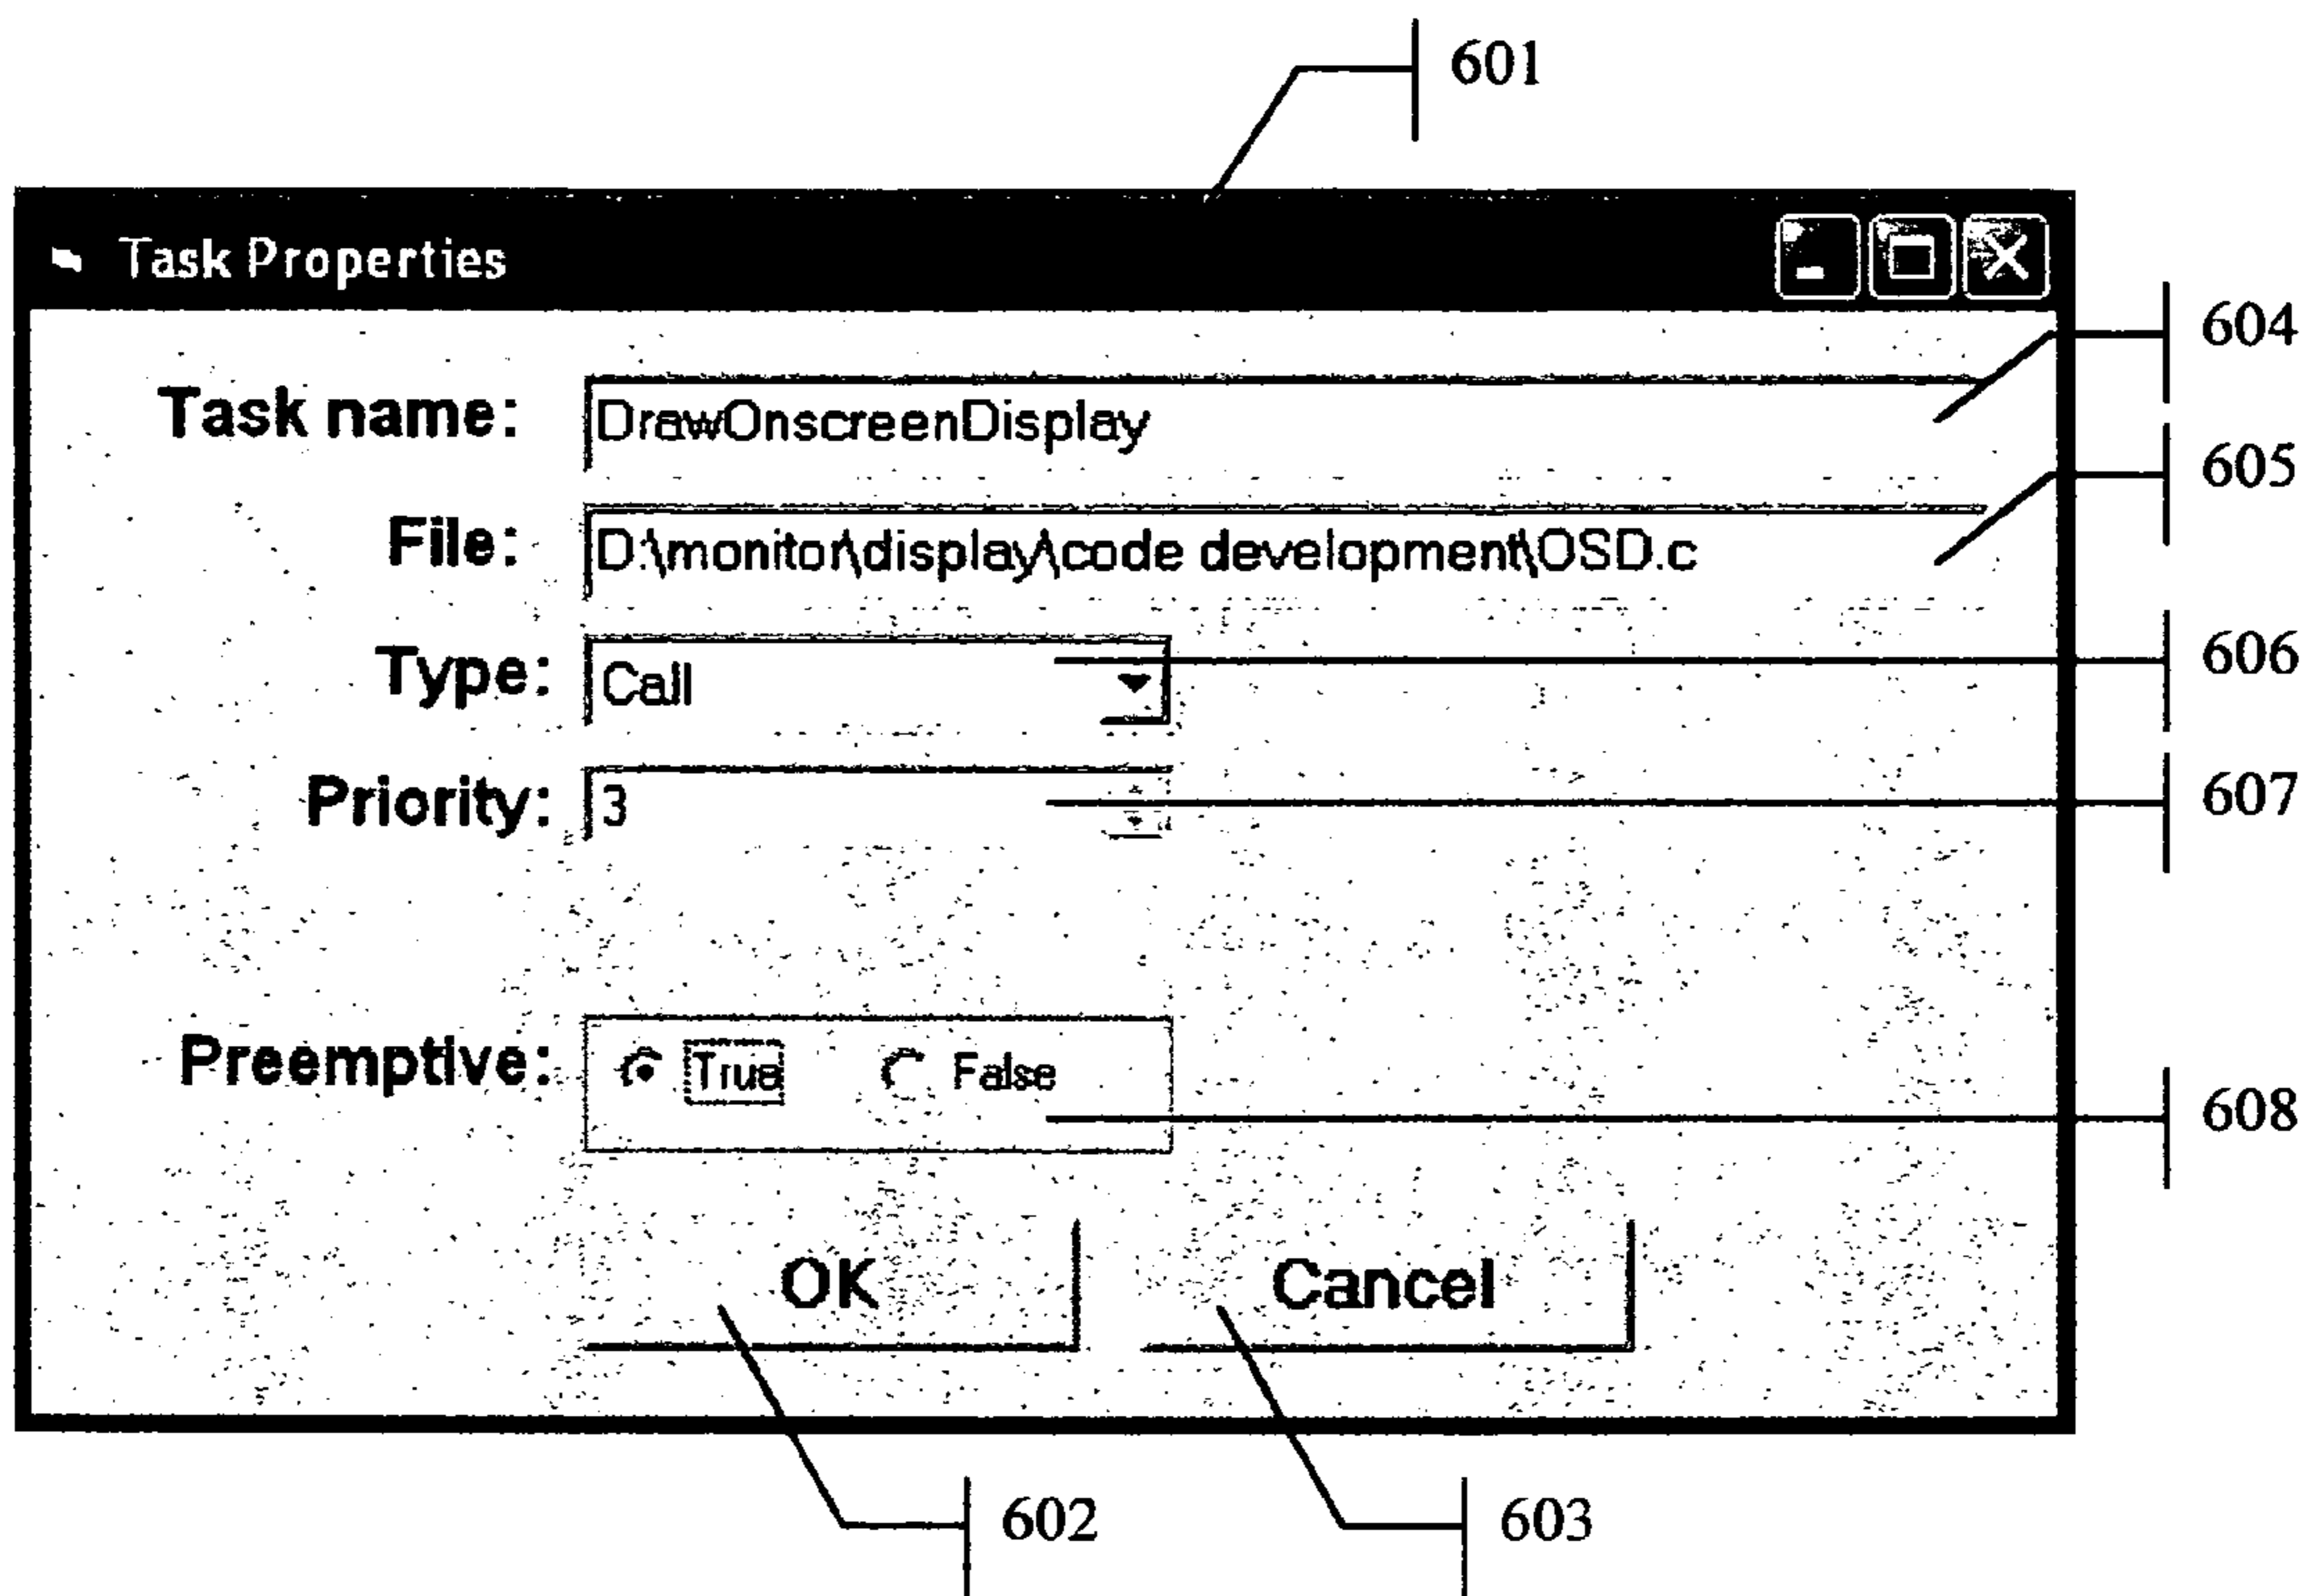 601
Task Properties
604
Task name: DrawOnscreenDisplay
605
File: D:\monitor\display\code development\OSD.c
Type: Call
606
Priority: 3
607
Preemptive: True False
608
OK Cancel
602 603